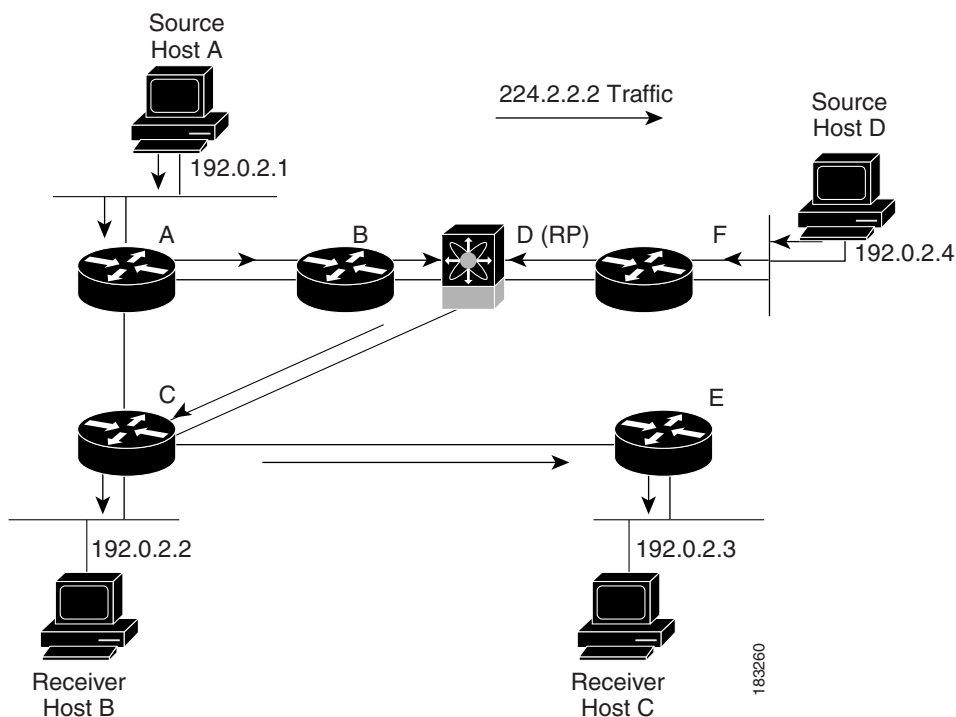 Source
Host A
224.2.2.2 Traffic
Source
Host D
192.0.2.1
A
B
D (RP)
F
192.0.2.4
C
E
192.0.2.2
192.0.2.3
Receiver
Host B
Receiver
Host C
183260